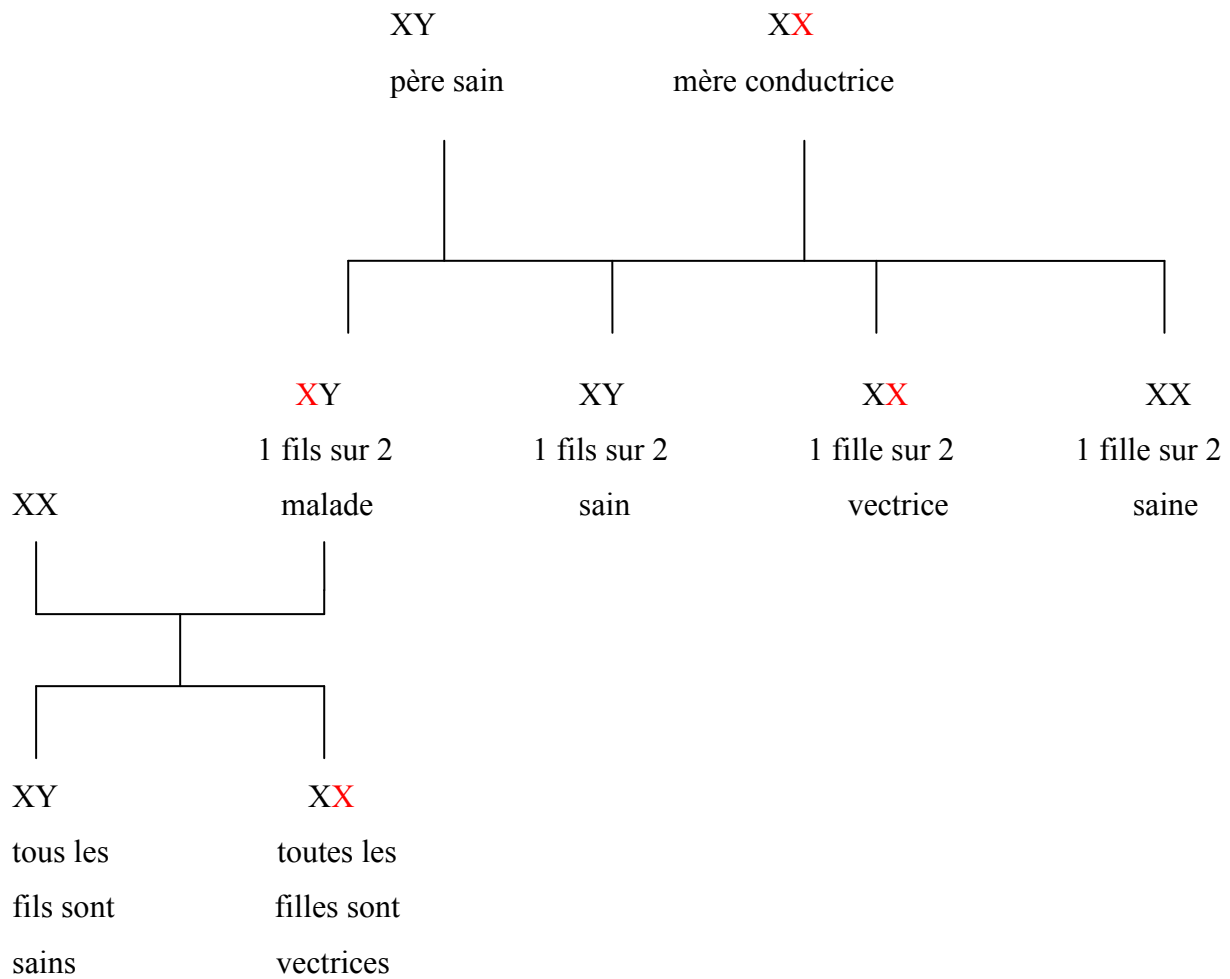 XY XX
père sain mère conductrice
XY XY XX XX
1 fils sur 2 1 fils sur 2 1 fille sur 2 1 fille sur 2
XX malade sain vectrice saine
XY XX
tous les toutes les
fils sont filles sont
sains vectrices